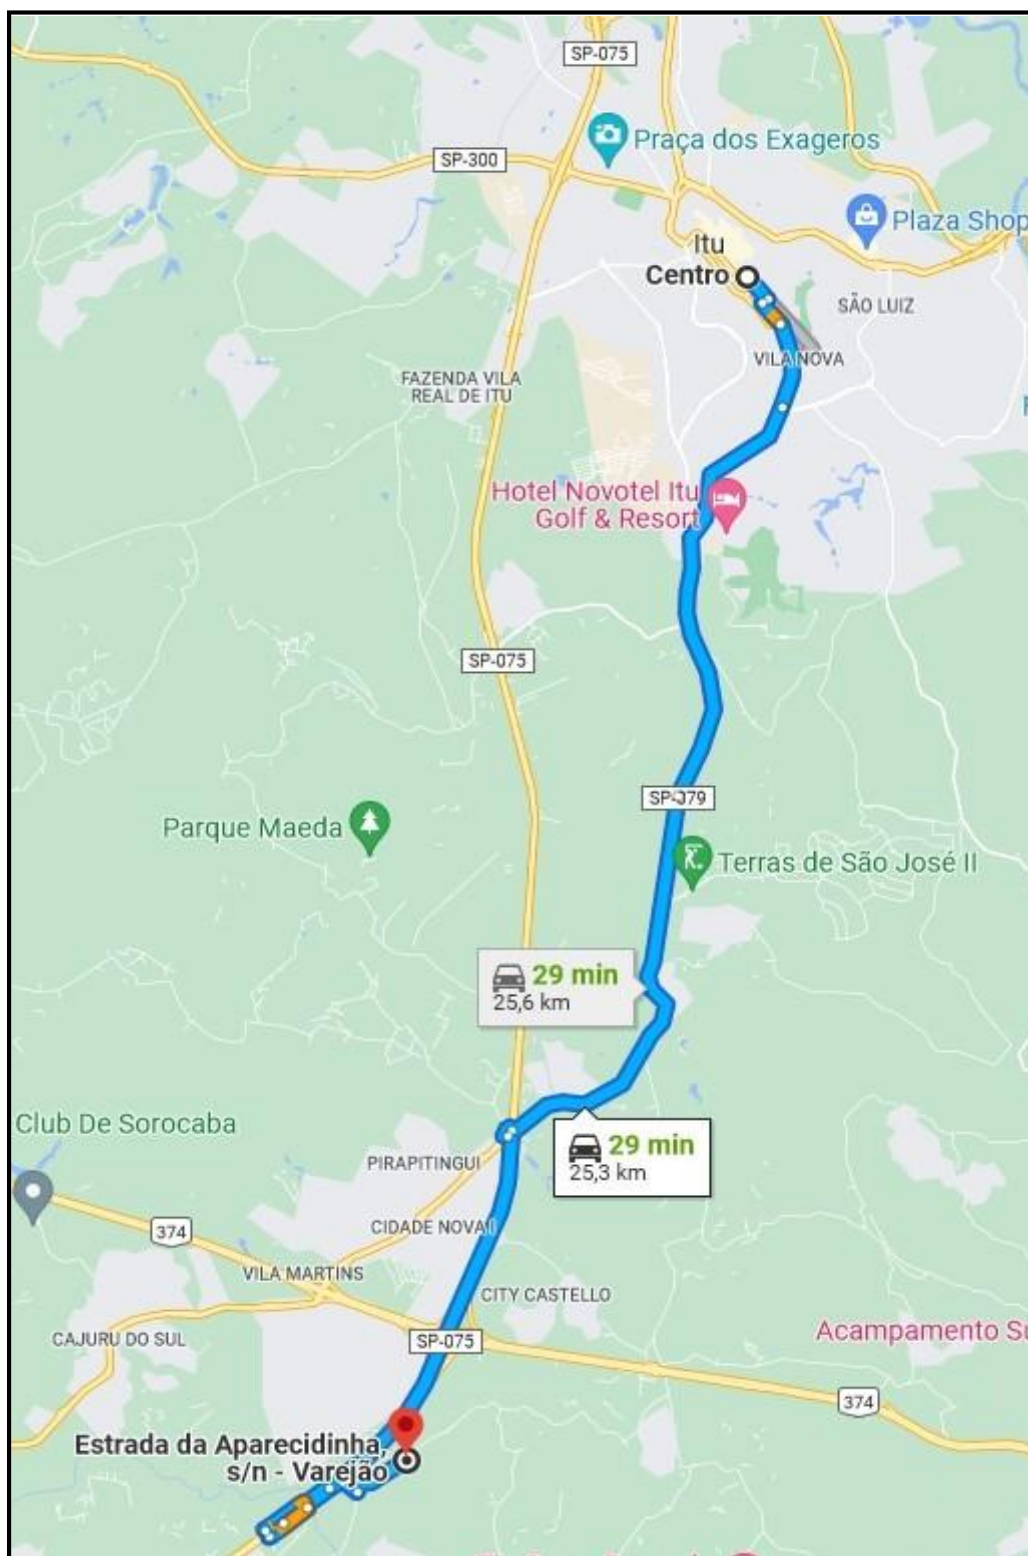 SP-075
Praça dos Exageros
SP-300
Plaza Shop
Itu
Centro
SÃO LUIZ
VILA NOVA
FAZENDA VILA
REAL DE ITU
Hotel Novotel Itu
Golf & Resort
SP-075
SP-079
Parque Maeda
Terras de São José II
29 min
25,6 km
Club De Sorocaba
29 min
25,3 km
PIRAPITINGUI
374
CIDADE NOVA I
VILA MARTINS
CITY CASTELLO
CAJURU DO SUL
SP-075
Acampamento Su
374
Estrada da Aparecidinha,
s/n - Varejão